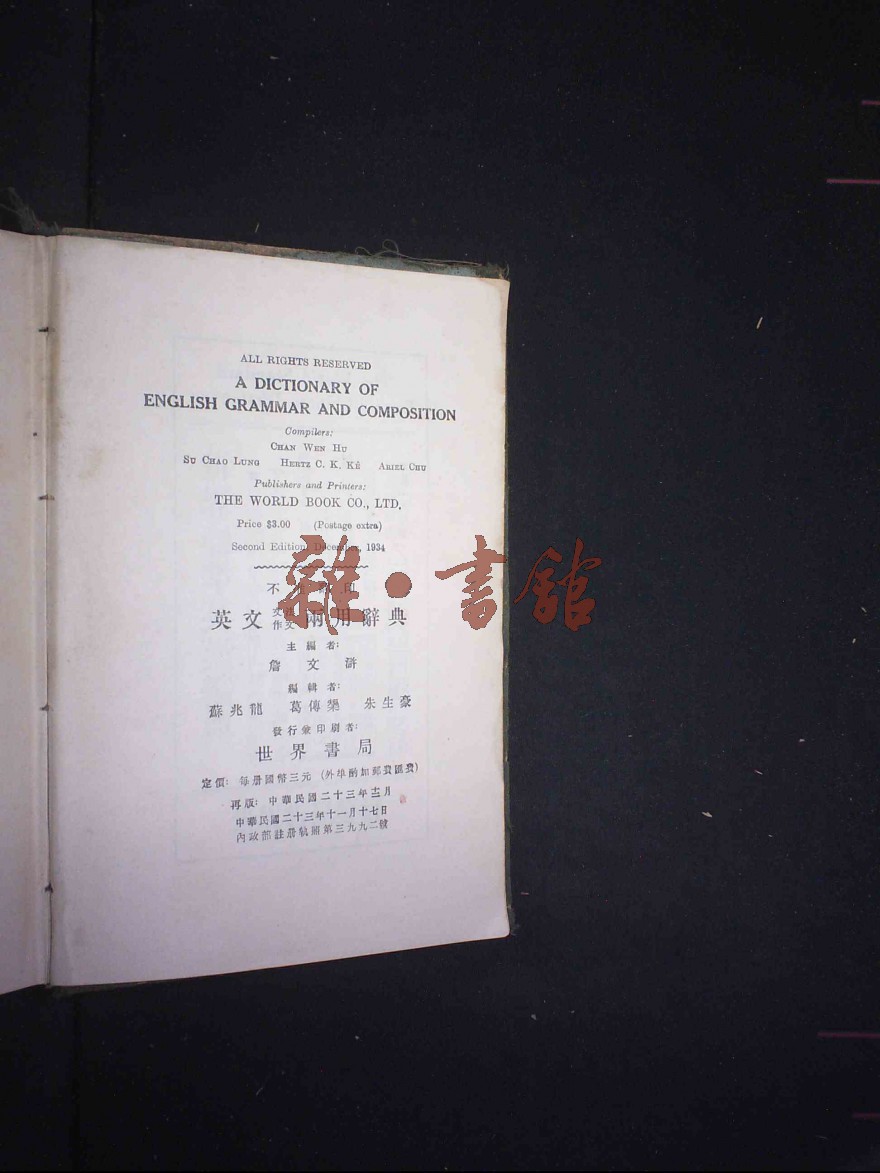 ALL RIGHTS RESERVED
A DICTIONARY OF
ENGLISH GRAMMAR AND COMPOSITION
Compilers:
CHAN WEN HU
SU CHAO LUNG HERTZ C. K. KÊ ARIEL CHU
Publishers and Printers:
THE WORLD BOOK CO., LTD.
Price $3.00 (Postage extra)
Second Edition, December, 1934
不 印
英文文法作文兩用辭典
主編者:
詹文滸
編輯者:
蘇兆龍 葛傳槼 朱生豪
發行兼印刷者:
世界書局
定價: 每册國幣三元 (外埠酌加郵費匯費)
再版: 中華民國二十三年十二月
中華民國二十三年十一月十七日
內政部註册執照第三九九二號
雜·書館